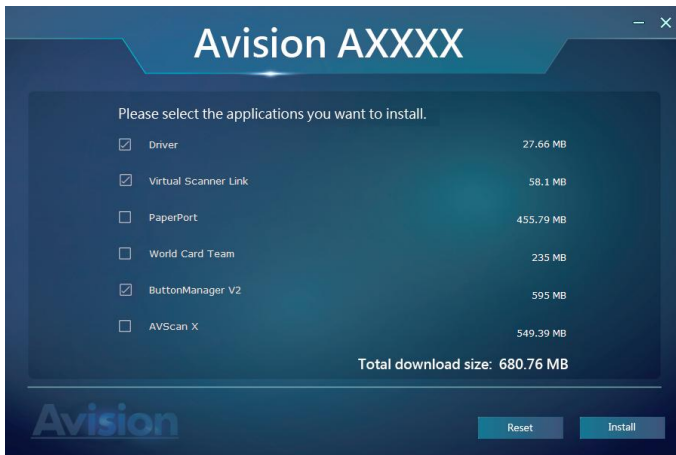 Avision AXXXX
Please select the applications you want to install.
Driver 27.66 MB
Virtual Scanner Link 58.1 MB
PaperPort 455.79 MB
World Card Team 235 MB
ButtonManager V2 595 MB
AVScan X 549.39 MB
Total download size: 680.76 MB
Avision
Reset Install